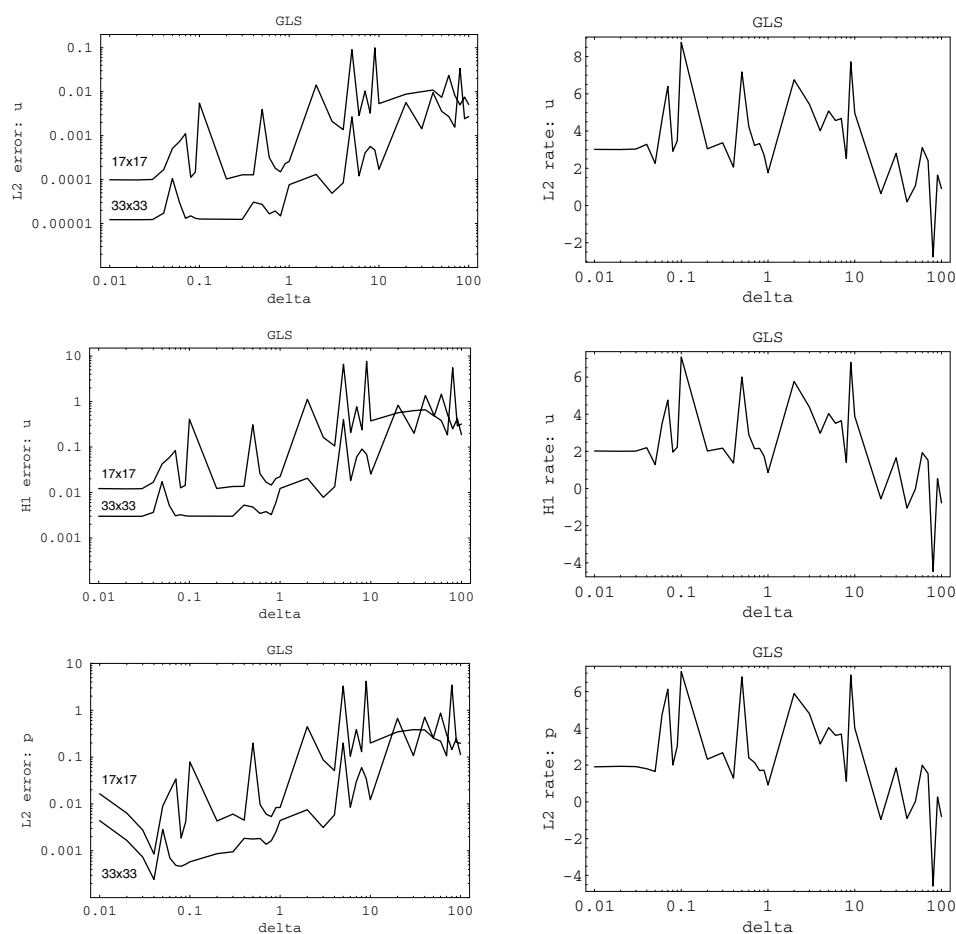 GLS
L2 error: u
0.1
0.01
0.001
0.0001
0.00001
17x17
33x33
0.01 0.1 1 10 100
delta
GLS
L2 rate: u
8
6
4
2
0
-2
0.01 0.1 1 10 100
delta
GLS
H1 error: u
10
1
0.1
0.01
0.001
17x17
33x33
0.01 0.1 1 10 100
delta
GLS
H1 rate: u
6
4
2
0
-2
-4
0.01 0.1 1 10 100
delta
GLS
L2 error: p
10
1
0.1
0.01
0.001
17x17
33x33
0.01 0.1 1 10 100
delta
GLS
L2 rate: p
6
4
2
0
-2
-4
0.01 0.1 1 10 100
delta